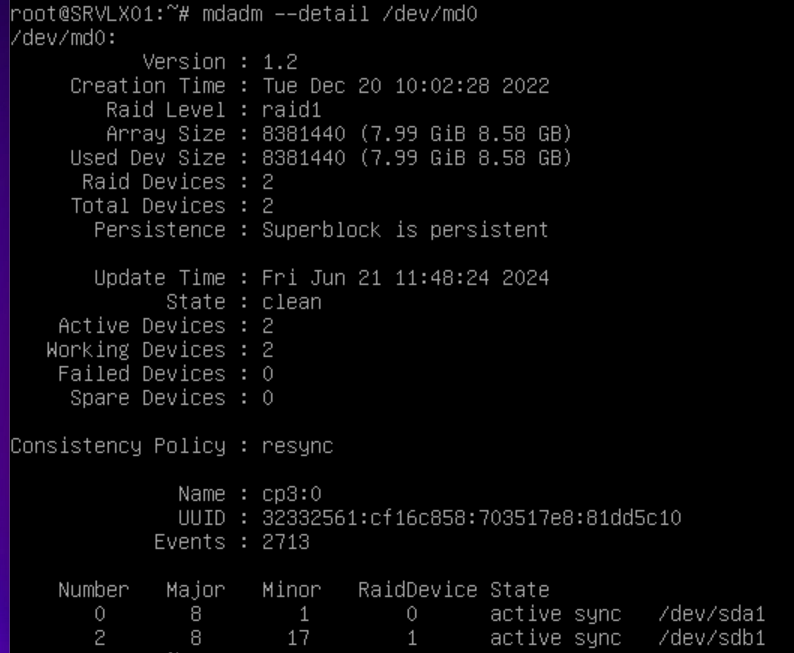 root@SRVLX01:~# mdadm --detail /dev/md0
/dev/md0:
Version : 1.2
Creation Time : Tue Dec 20 10:02:28 2022
Raid Level : raid1
Array Size : 8381440 (7.99 GiB 8.58 GB)
Used Dev Size : 8381440 (7.99 GiB 8.58 GB)
Raid Devices : 2
Total Devices : 2
Persistence : Superblock is persistent
Update Time : Fri Jun 21 11:48:24 2024
State : clean
Active Devices : 2
Working Devices : 2
Failed Devices : 0
Spare Devices : 0
Consistency Policy : resync
Name : cp3:0
UUID : 32332561:cf16c858:703517e8:81dd5c10
Events : 2713
Number Major Minor RaidDevice State
0 8 1 0 active sync /dev/sda1
2 8 17 1 active sync /dev/sdb1